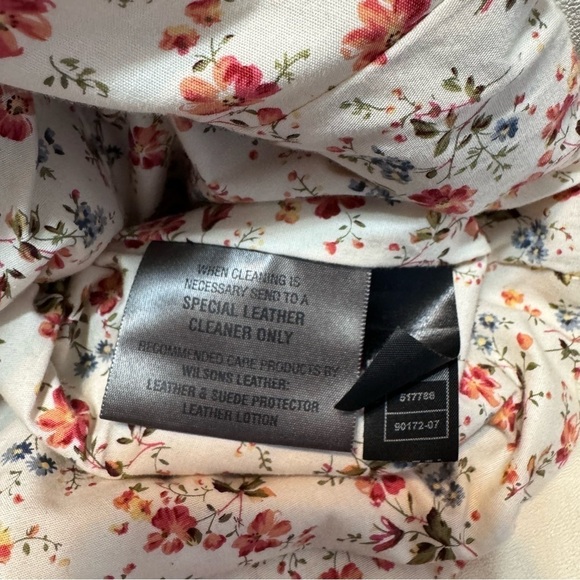 WHEN CLEANING IS
NECESSARY SEND TO A
SPECIAL LEATHER
CLEANER ONLY
RECOMMENDED CARE PRODUCTS BY
WILSONS LEATHER:
LEATHER & SUEDE PROTECTOR
LEATHER LOTION
517786
90172-07